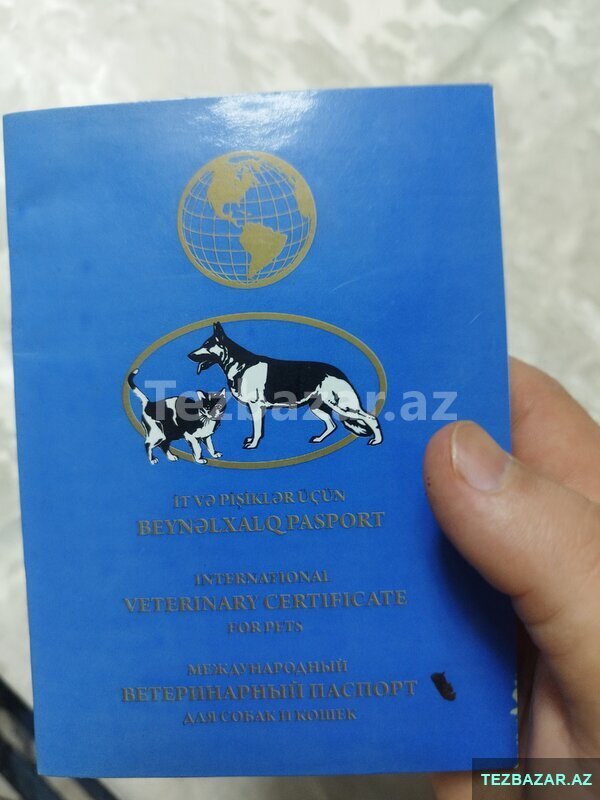 Tezbazar.az
İT VƏ PİŞİKLƏR ÜÇÜN
BEYNƏLXALQ PASPORT
INTERNATIONAL
VETERINARY CERTIFICATE
FOR PETS
МЕЖДУНАРОДНЫЙ
ВЕТЕРИНАРНЫЙ ПАСПОРТ
ДЛЯ СОБАК И КОШЕК
TEZBAZAR.AZ